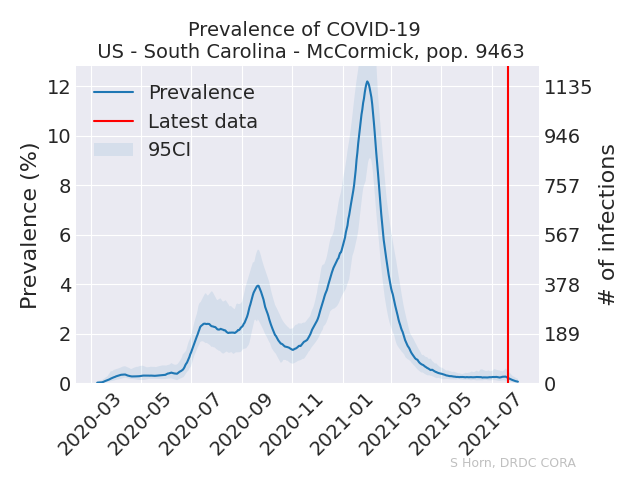 Prevalence of COVID-19
US - South Carolina - McCormick, pop. 9463
Prevalence
Latest data
95CI
Prevalence (%)
12
10
8
6
4
2
0
1135
946
757
567
378
189
0
# of infections
2020-03
2020-05
2020-07
2020-09
2020-11
2021-01
2021-03
2021-05
2021-07
S Horn, DRDC CORA